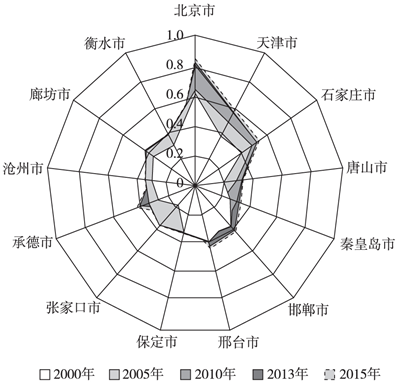 北京市
1.0
天津市
衡水市
0.8
石家庄市
廊坊市
0.6
0.4
沧州市
0.2
唐山市
0
承德市
秦皇岛市
张家口市
邯郸市
保定市
邢台市
2000年 2005年 2010年 2013年 2015年